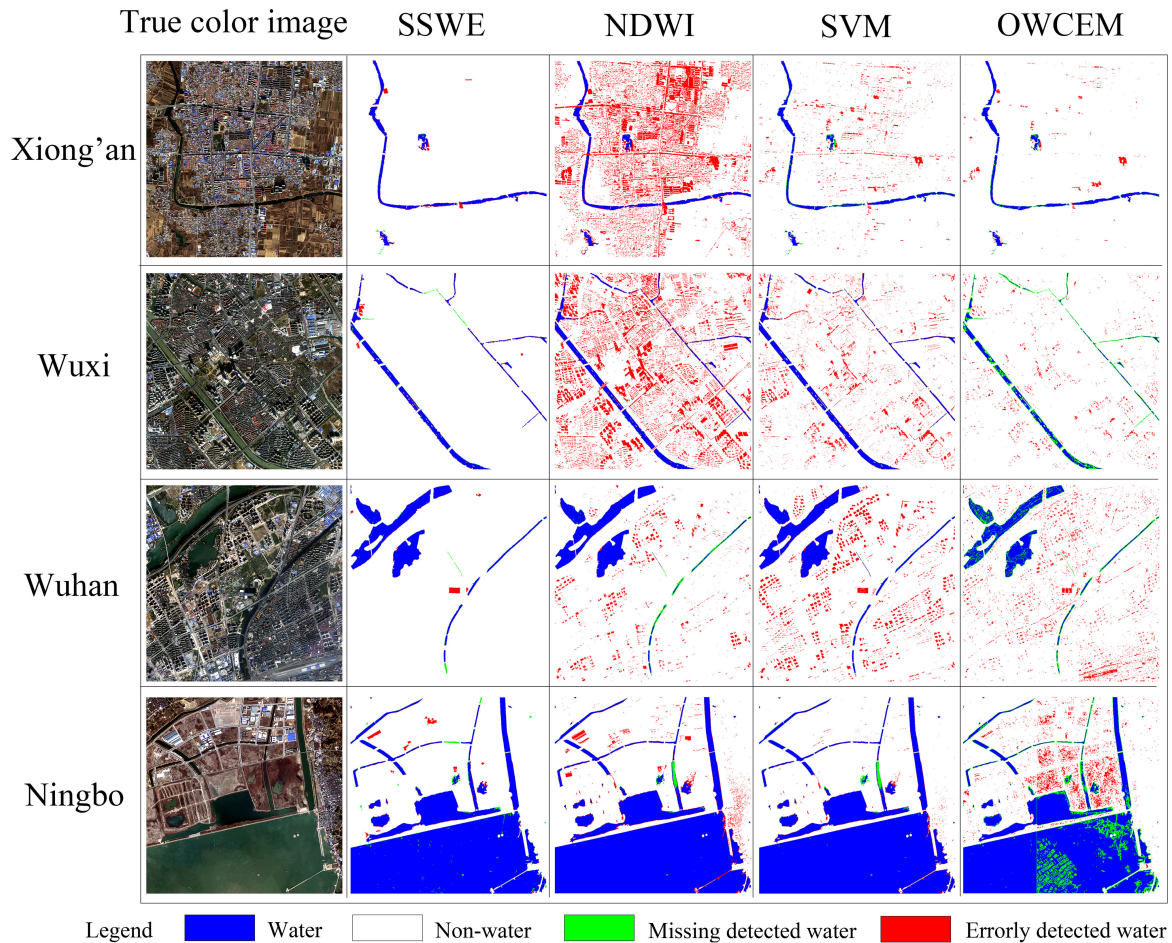 True color image SSWE NDWI SVM OWCEM
Xiong’an
Wuxi
Wuhan
Ningbo
Legend Water Non-water Missing detected water Errorly detected water